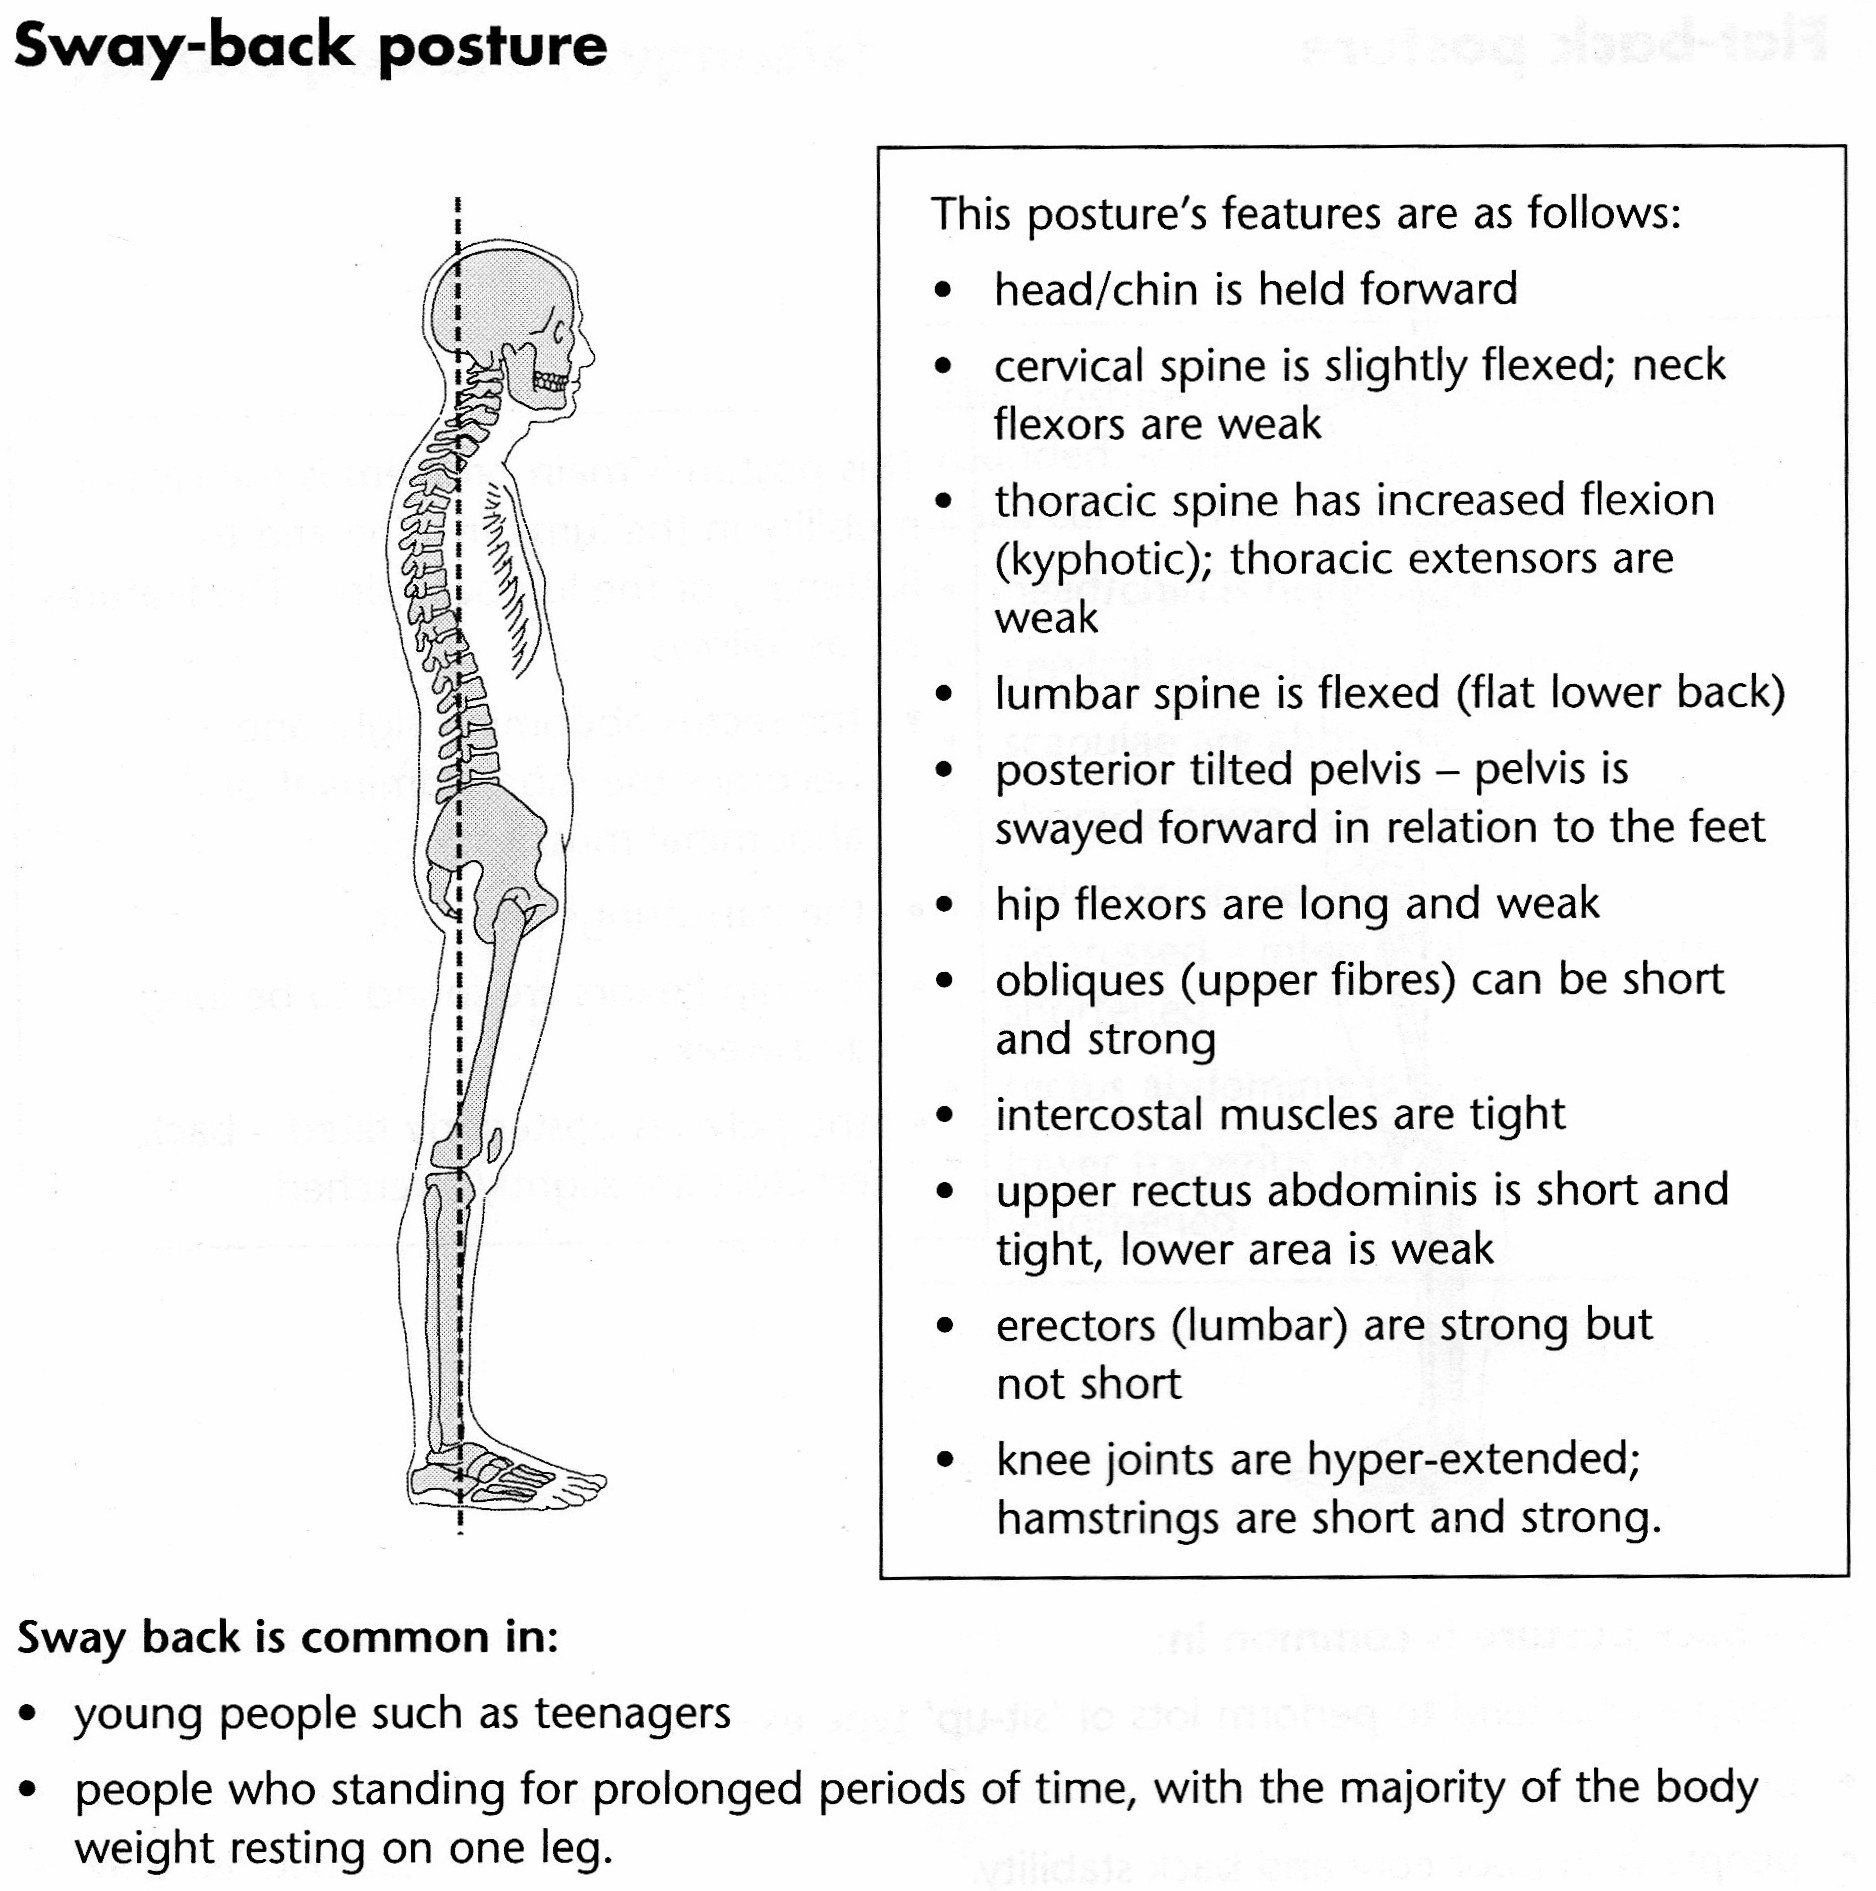 Sway-back posture
This posture's features are as follows:
• head/chin is held forward
• cervical spine is slightly flexed; neck
flexors are weak
• thoracic spine has increased flexion
(kyphotic); thoracic extensors are
weak
• lumbar spine is flexed (flat lower back)
• posterior tilted pelvis – pelvis is
swayed forward in relation to the feet
• hip flexors are long and weak
• obliques (upper fibres) can be short
and strong
• intercostal muscles are tight
• upper rectus abdominis is short and
tight, lower area is weak
• erectors (lumbar) are strong but
not short
• knee joints are hyper-extended;
hamstrings are short and strong.
Sway back is common in:
• young people such as teenagers
• people who standing for prolonged periods of time, with the majority of the body
weight resting on one leg.